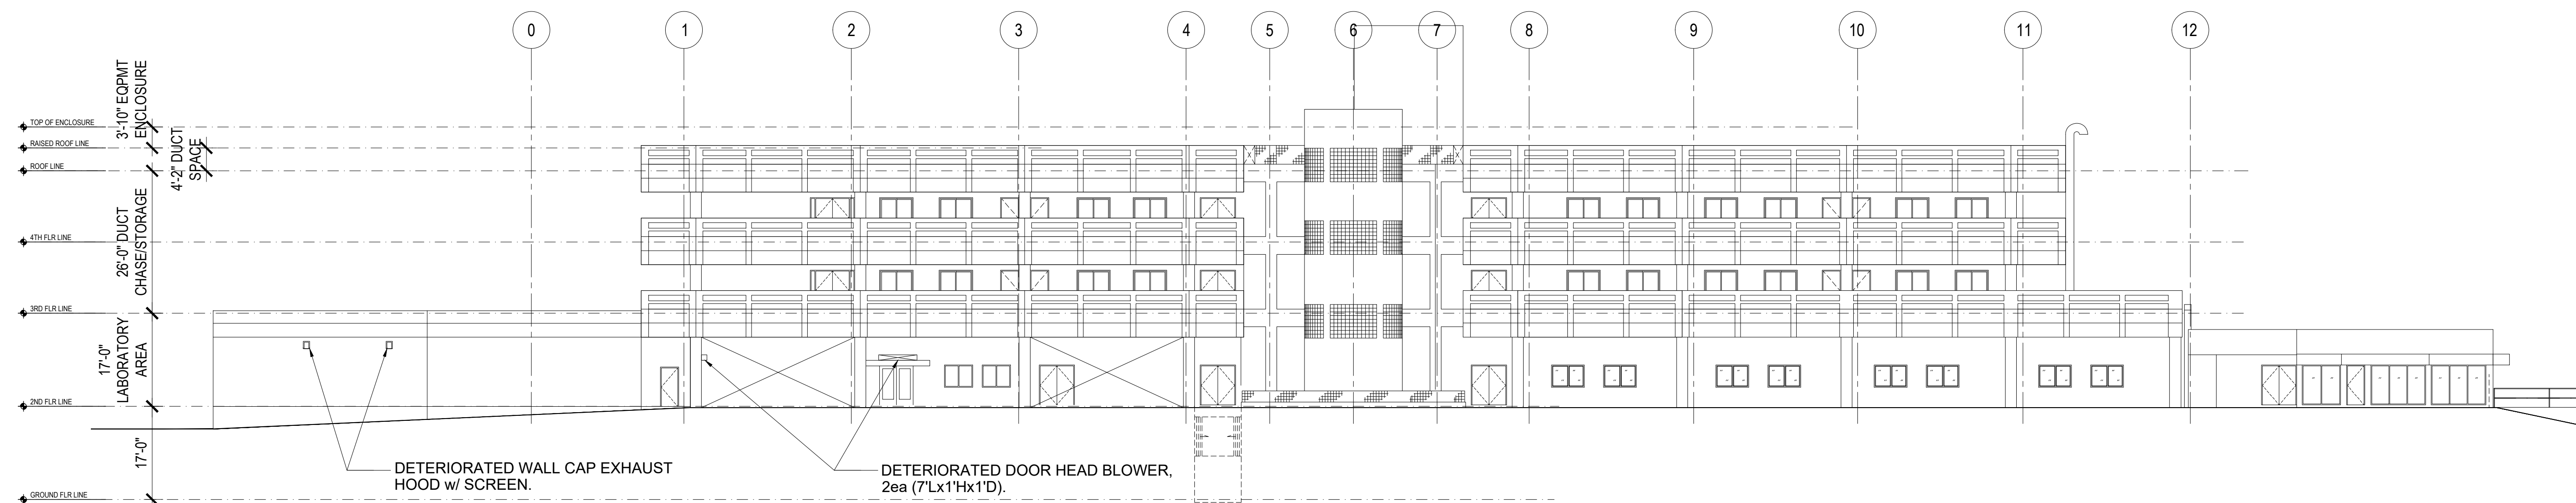 0
1
2
3
4
5
6
7
8
9
10
11
12
TOP OF ENCLOSURE
RAISED ROOF LINE
ROOF LINE
4TH FLR LINE
3RD FLR LINE
2ND FLR LINE
GROUND FLR LINE
3'-10" EQPMT
ENCLOSURE
4'-2" DUCT
SPACE
26'-0" DUCT
CHASE/STORAGE
17'-0"
LABORATORY
AREA
17'-0"
DETERIORATED WALL CAP EXHAUST
HOOD w/ SCREEN.
DETERIORATED DOOR HEAD BLOWER,
2ea (7'Lx1'Hx1'D).